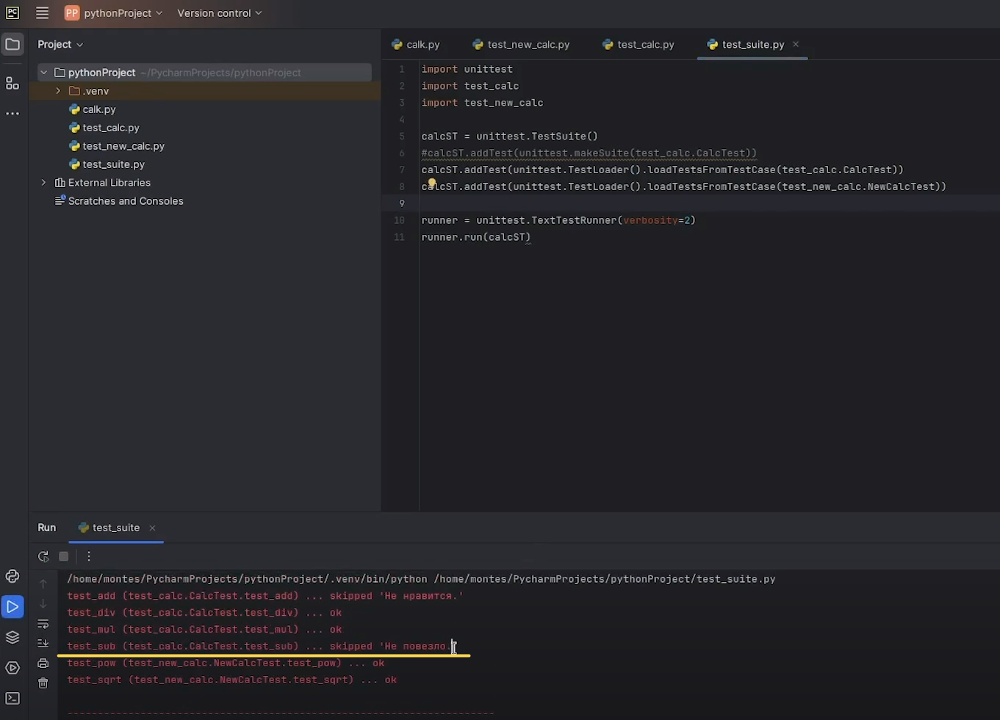 PC
PP pythonProject Version control
Project
calk.py test_new_calc.py test_calc.py test_suite.py
pythonProject ~/PycharmProjects/pythonProject
.venv
calk.py
test_calc.py
test_new_calc.py
test_suite.py
External Libraries
Scratches and Consoles
1 import unittest
2 import test_calc
3 import test_new_calc
4
5 calcST = unittest.TestSuite()
6 #calcST.addTest(unittest.makeSuite(test_calc.CalcTest))
7 calcST.addTest(unittest.TestLoader().loadTestsFromTestCase(test_calc.CalcTest))
8 calcST.addTest(unittest.TestLoader().loadTestsFromTestCase(test_new_calc.NewCalcTest))
9
10 runner = unittest.TextTestRunner(verbosity=2)
11 runner.run(calcST)
Run test_suite
/home/montes/PycharmProjects/pythonProject/.venv/bin/python /home/montes/PycharmProjects/pythonProject/test_suite.py
test_add (test_calc.CalcTest.test_add) ... skipped 'Не нравится.'
test_div (test_calc.CalcTest.test_div) ... ok
test_mul (test_calc.CalcTest.test_mul) ... ok
test_sub (test_calc.CalcTest.test_sub) ... skipped 'Не повезло.
test_pow (test_new_calc.NewCalcTest.test_pow) ... ok
test_sqrt (test_new_calc.NewCalcTest.test_sqrt) ... ok
----------------------------------------------------------------------